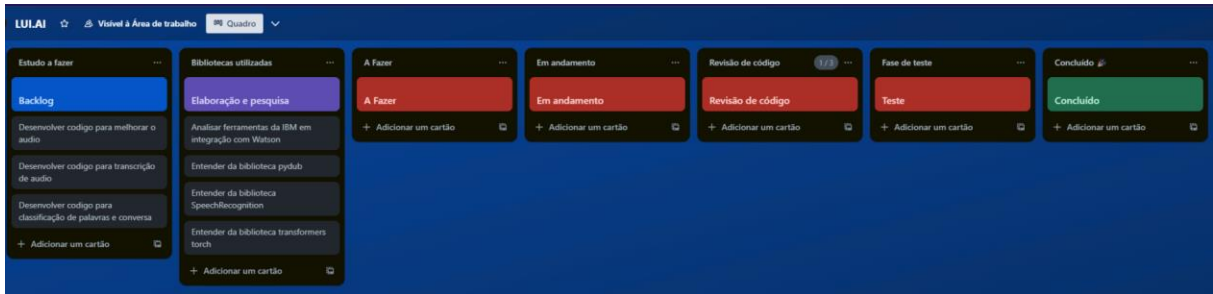 LUI.AI Visível à Área de trabalho Quadro
Estudo a fazer
Backlog
Desenvolver codigo para melhorar o
audio
Desenvolver codigo para transcrição
de audio
Desenvolver codigo para
classificação de palavras e conversa
+ Adicionar um cartão
Bibliotecas utilizadas
Elaboração e pesquisa
Analisar ferramentas da IBM em
integração com Watson
Entender da biblioteca pydub
Entender da biblioteca
SpeechRecognition
Entender da biblioteca transformers
torch
+ Adicionar um cartão
A Fazer
A Fazer
+ Adicionar um cartão
Em andamento
Em andamento
+ Adicionar um cartão
Revisão de código 1/3
Revisão de código
+ Adicionar um cartão
Fase de teste
Teste
+ Adicionar um cartão
Concluído 🎉
Concluído
+ Adicionar um cartão